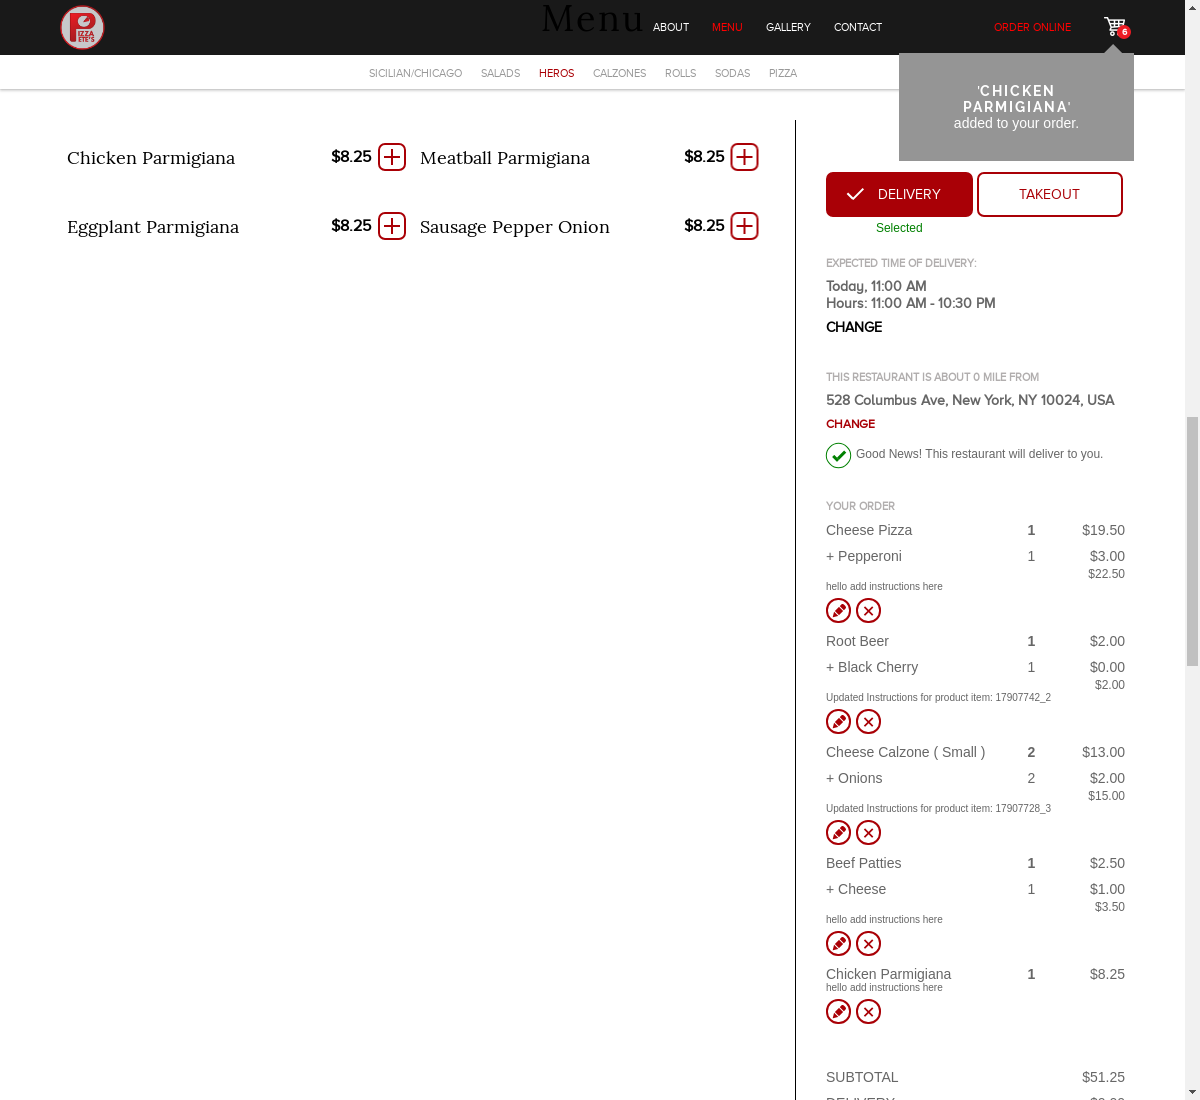 PIZZA
ETE'S
Menu
ABOUT
MENU
GALLERY
CONTACT
ORDER ONLINE
6
SICILIAN/CHICAGO
SALADS
HEROS
CALZONES
ROLLS
SODAS
PIZZA
'CHICKEN
PARMIGIANA'
added to your order.
Chicken Parmigiana $8.25
Meatball Parmigiana $8.25
Eggplant Parmigiana $8.25
Sausage Pepper Onion $8.25
DELIVERY
TAKEOUT
Selected
EXPECTED TIME OF DELIVERY:
Today, 11:00 AM
Hours: 11:00 AM - 10:30 PM
CHANGE
THIS RESTAURANT IS ABOUT 0 MILE FROM
528 Columbus Ave, New York, NY 10024, USA
CHANGE
Good News! This restaurant will deliver to you.
YOUR ORDER
Cheese Pizza 1 $19.50
+ Pepperoni 1 $3.00
$22.50
hello add instructions here
Root Beer 1 $2.00
+ Black Cherry 1 $0.00
$2.00
Updated Instructions for product item: 17907742_2
Cheese Calzone ( Small ) 2 $13.00
+ Onions 2 $2.00
$15.00
Updated Instructions for product item: 17907728_3
Beef Patties 1 $2.50
+ Cheese 1 $1.00
$3.50
hello add instructions here
Chicken Parmigiana 1 $8.25
hello add instructions here
SUBTOTAL $51.25